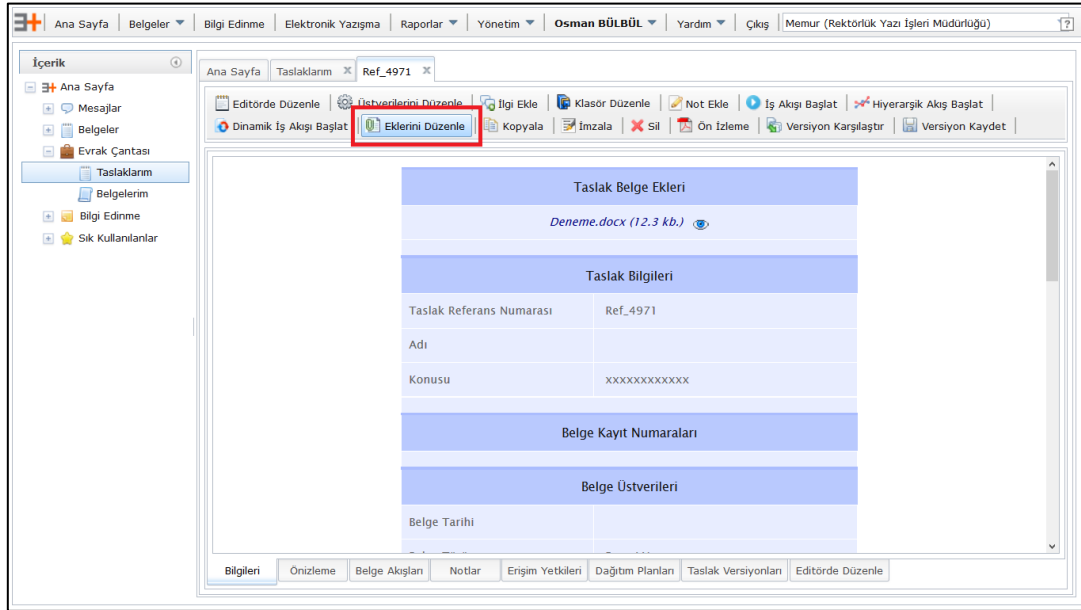 Ana Sayfa Belgeler Bilgi Edinme Elektronik Yazışma Raporlar Yönetim Osman BÜLBÜL Yardım Çıkış Memur (Rektörlük Yazı İşleri Müdürlüğü) ?
İçerik
Ana Sayfa
Mesajlar
Belgeler
Evrak Çantası
Taslaklarım
Belgelerim
Bilgi Edinme
Sık Kullanılanlar
Ana Sayfa Taslaklarım X Ref_4971 X
Editörde Düzenle Üstverilerini Düzenle İlgi Ekle Klasör Düzenle Not Ekle İş Akışı Başlat Hiyerarşik Akış Başlat
Dinamik İş Akışı Başlat Eklerini Düzenle Kopyala İmzala Sil Ön İzleme Versiyon Karşılaştır Versiyon Kaydet
Taslak Belge Ekleri
Deneme.docx (12.3 kb.)
Taslak Bilgileri
Taslak Referans Numarası Ref_4971
Adı
Konusu xxxxxxxxxxxx
Belge Kayıt Numaraları
Belge Üstverileri
Belge Tarihi
Bilgileri Önizleme Belge Akışları Notlar Erişim Yetkileri Dağıtım Planları Taslak Versiyonları Editörde Düzenle